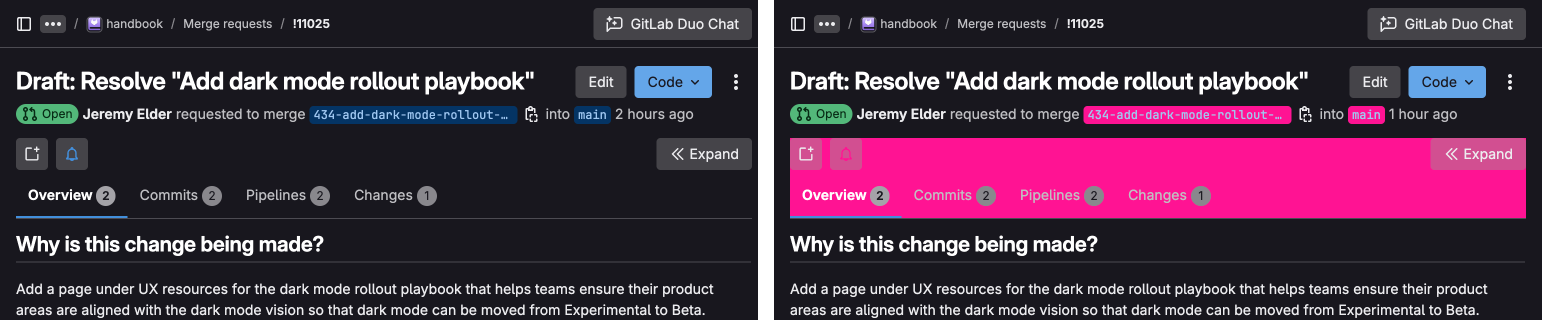 ••• / handbook / Merge requests / !11025 GitLab Duo Chat
Draft: Resolve "Add dark mode rollout playbook" Edit Code
Open Jeremy Elder requested to merge 434-add-dark-mode-rollout-… into main 2 hours ago
Expand
Overview 2 Commits 2 Pipelines 2 Changes 1
Why is this change being made?
Add a page under UX resources for the dark mode rollout playbook that helps teams ensure their product
areas are aligned with the dark mode vision so that dark mode can be moved from Experimental to Beta.
••• / handbook / Merge requests / !11025 GitLab Duo Chat
Draft: Resolve "Add dark mode rollout playbook" Edit Code
Open Jeremy Elder requested to merge 434-add-dark-mode-rollout-… into main 1 hour ago
Expand
Overview 2 Commits 2 Pipelines 2 Changes 1
Why is this change being made?
Add a page under UX resources for the dark mode rollout playbook that helps teams ensure their product
areas are aligned with the dark mode vision so that dark mode can be moved from Experimental to Beta.